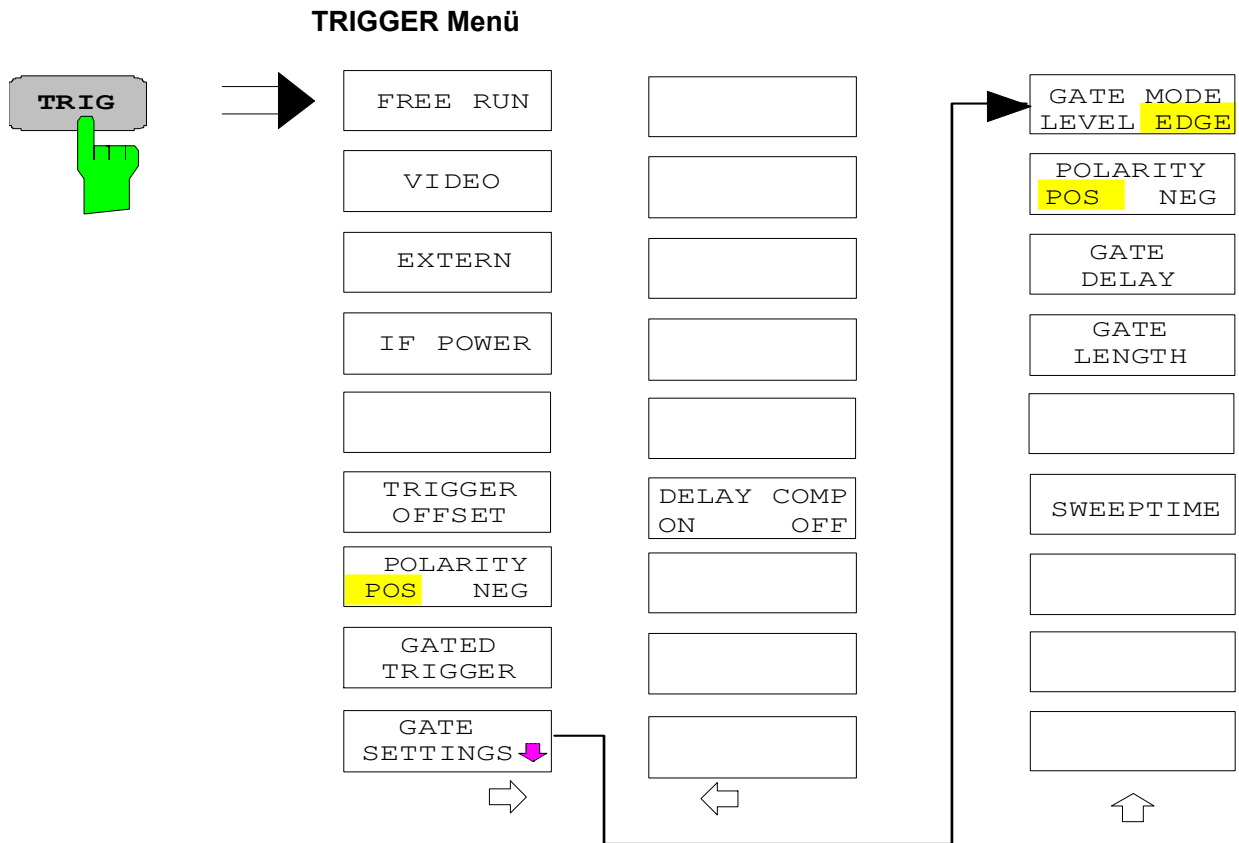 TRIGGER Menü
TRIG
FREE RUN
VIDEO
EXTERN
IF POWER
TRIGGER
OFFSET
POLARITY
POS NEG
GATED
TRIGGER
GATE
SETTINGS
DELAY COMP
ON OFF
GATE MODE
LEVEL EDGE
POLARITY
POS NEG
GATE
DELAY
GATE
LENGTH
SWEEPTIME